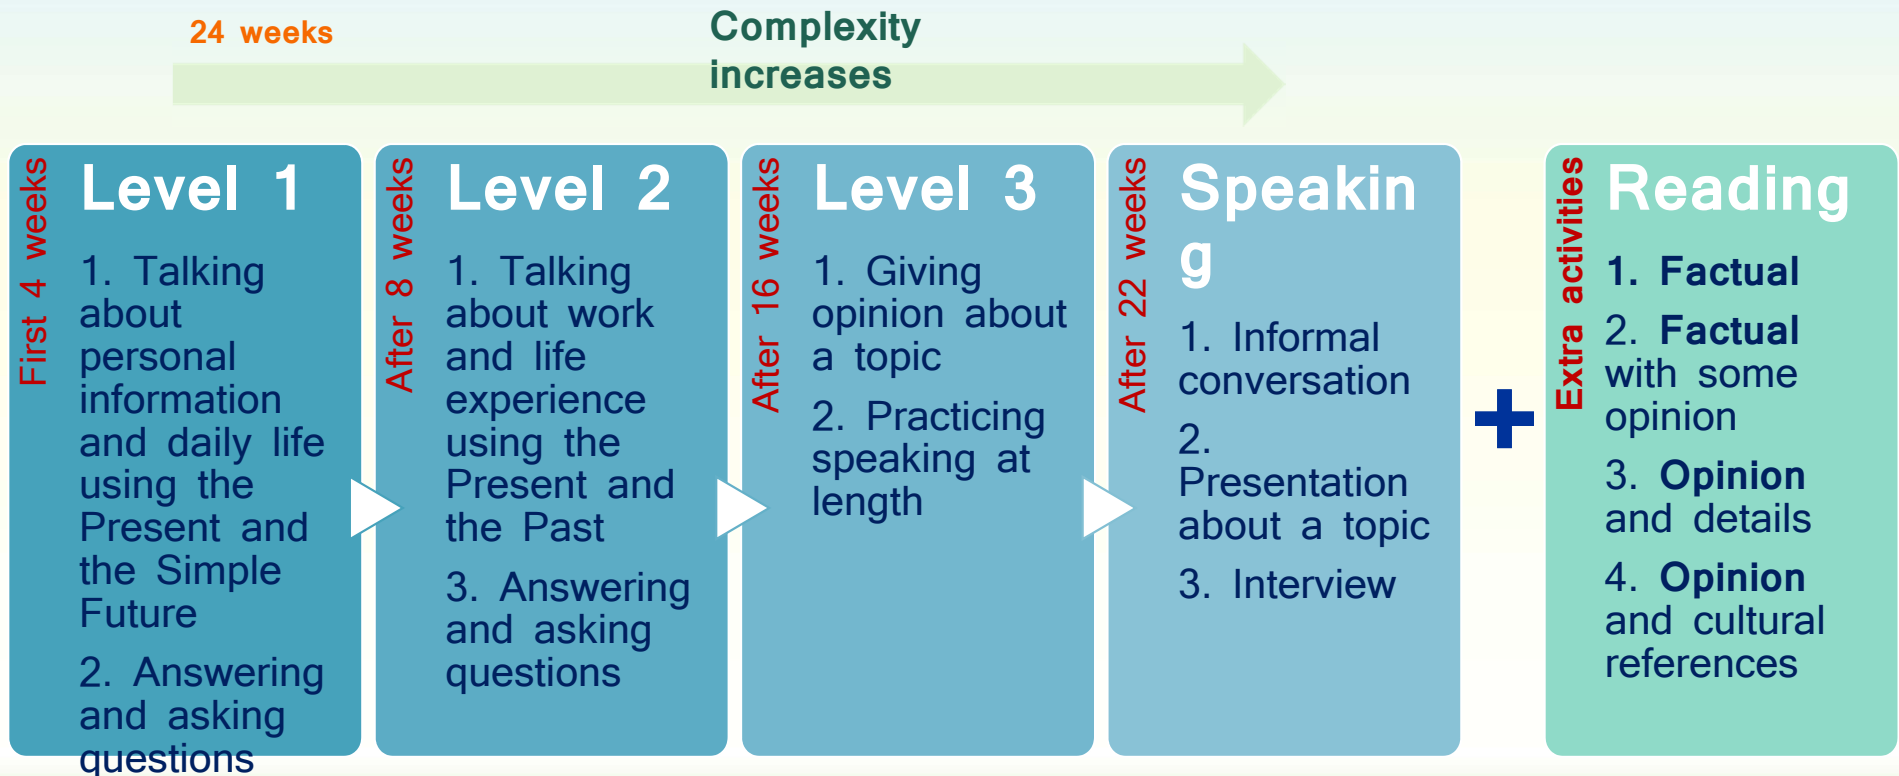 24 weeks
Complexity
increases
First 4 weeks
Level 1
1. Talking
about
personal
information
and daily life
using the
Present and
the Simple
Future
2. Answering
and asking
questions
After 8 weeks
Level 2
1. Talking
about work
and life
experience
using the
Present and
the Past
3. Answering
and asking
questions
After 16 weeks
Level 3
1. Giving
opinion about
a topic
2. Practicing
speaking at
length
After 22 weeks
Speakin
g
1. Informal
conversation
2.
Presentation
about a topic
3. Interview
Extra activities
Reading
1. Factual
2. Factual
with some
opinion
3. Opinion
and details
4. Opinion
and cultural
references